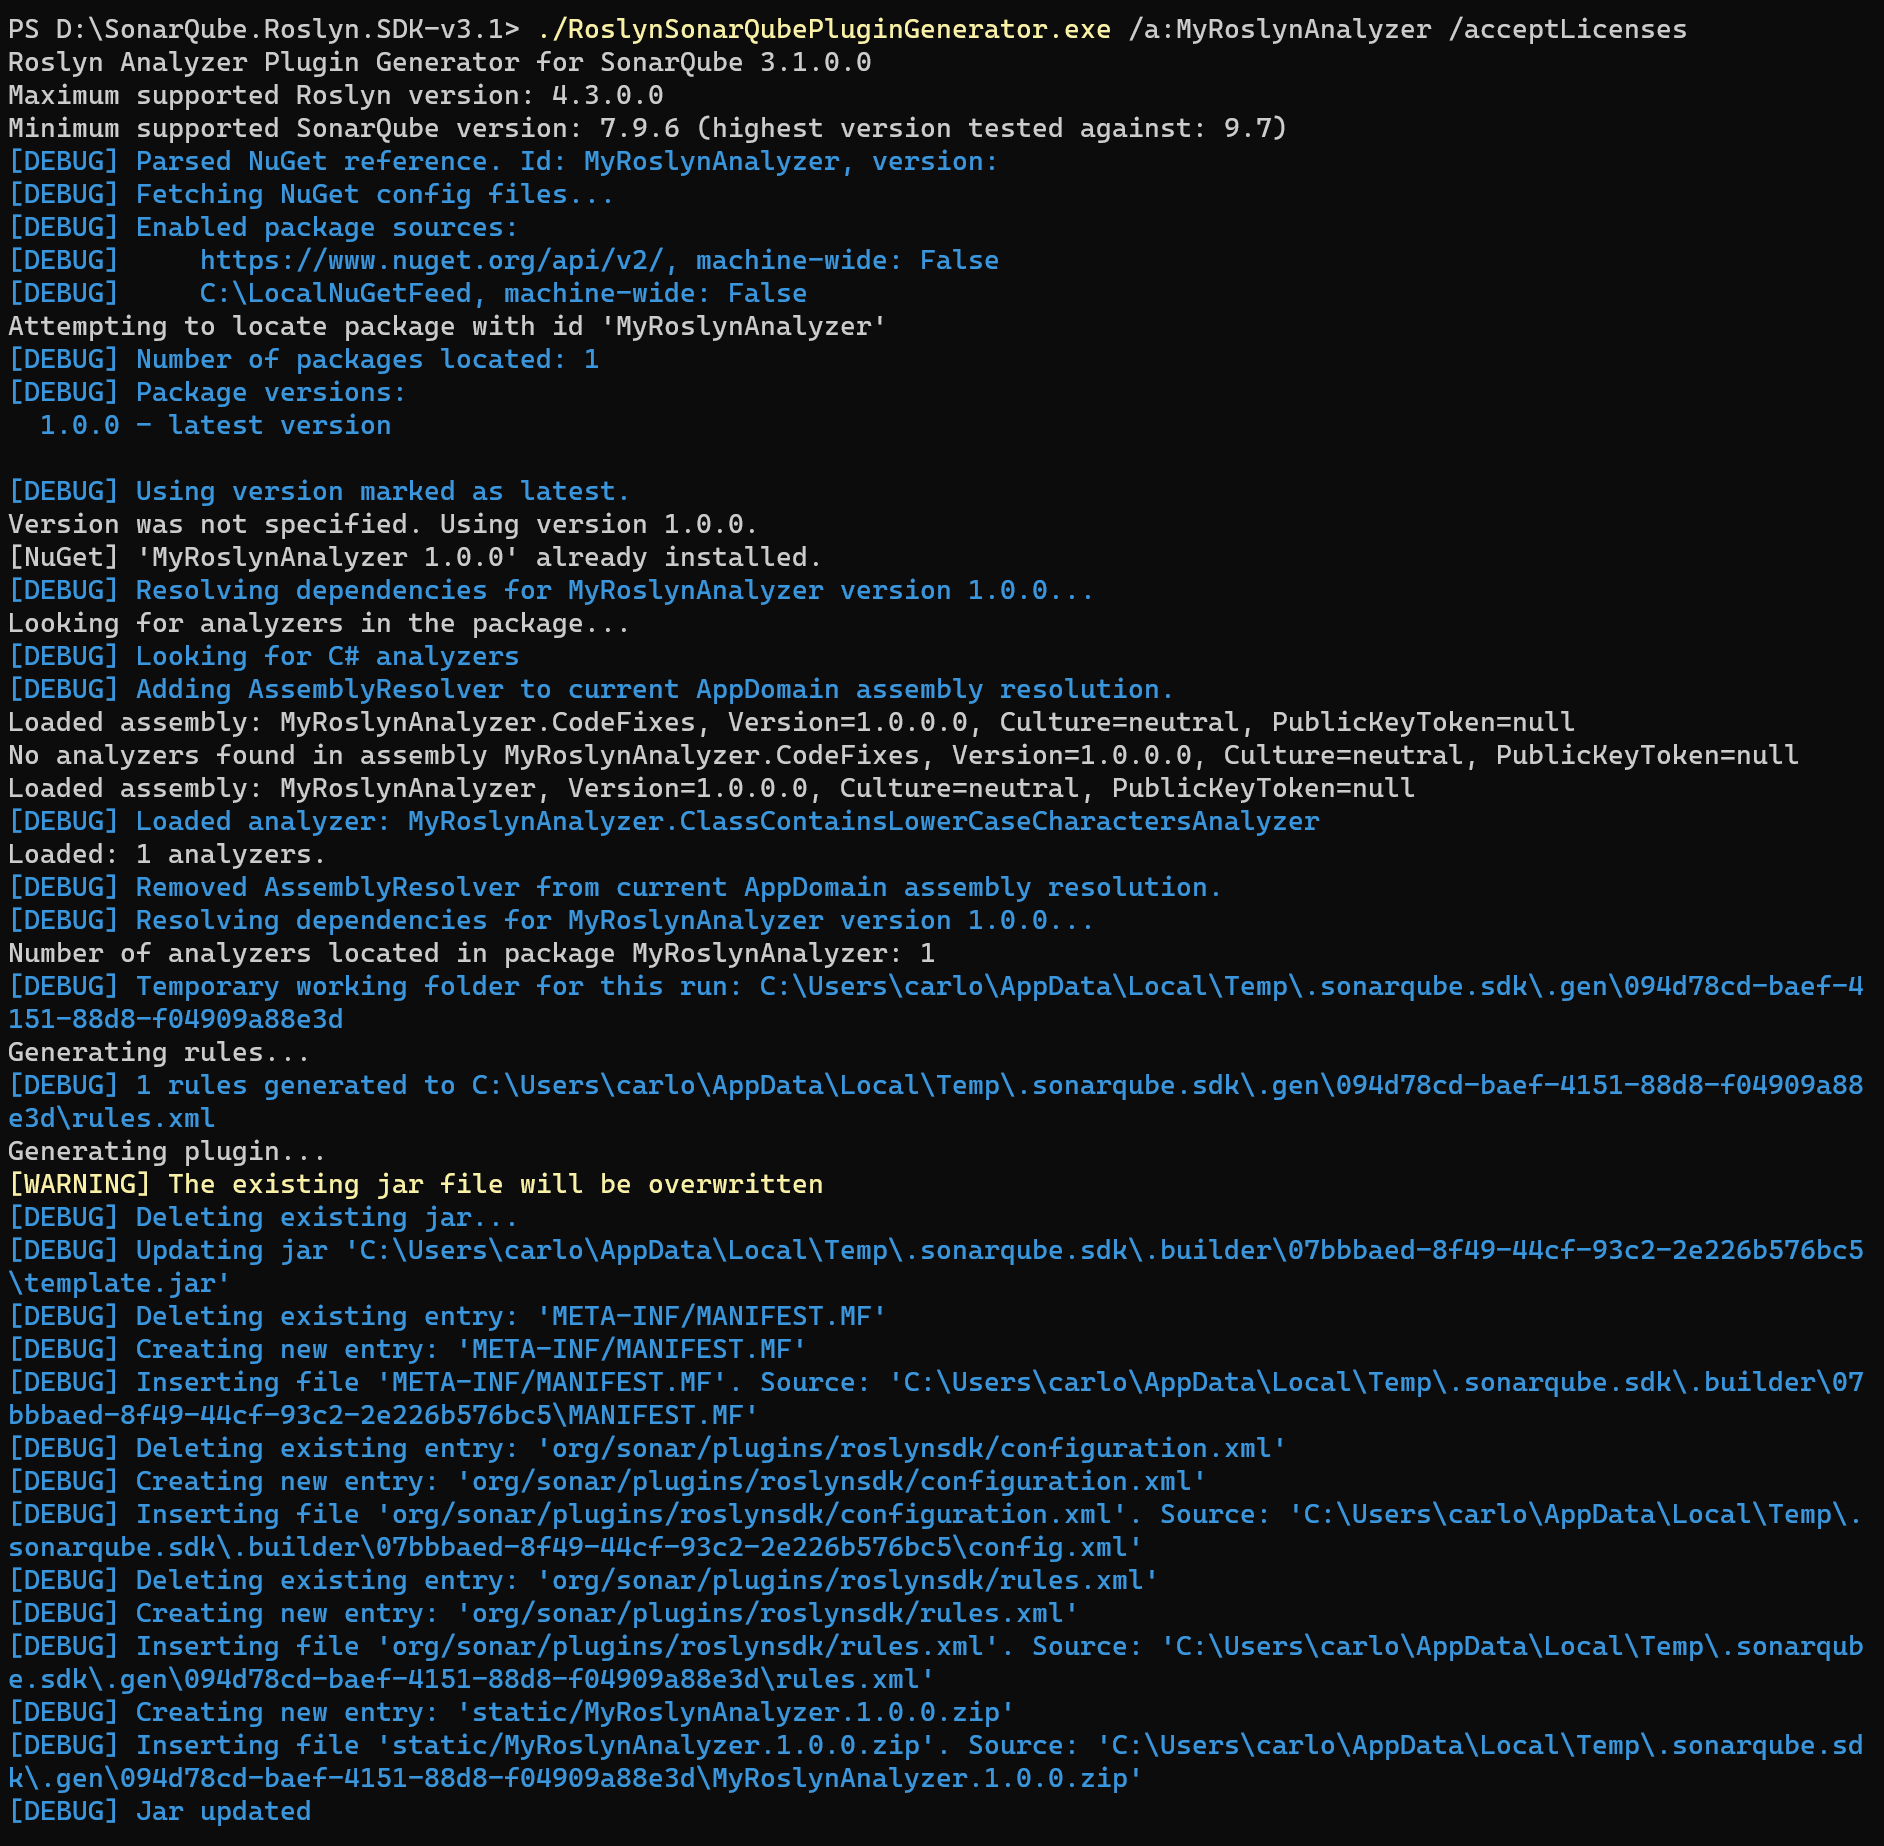 PS D:\SonarQube.Roslyn.SDK-v3.1> ./RoslynSonarQubePluginGenerator.exe /a:MyRoslynAnalyzer /acceptLicenses
Roslyn Analyzer Plugin Generator for SonarQube 3.1.0.0
Maximum supported Roslyn version: 4.3.0.0
Minimum supported SonarQube version: 7.9.6 (highest version tested against: 9.7)
[DEBUG] Parsed NuGet reference. Id: MyRoslynAnalyzer, version:
[DEBUG] Fetching NuGet config files...
[DEBUG] Enabled package sources:
[DEBUG]     https://www.nuget.org/api/v2/, machine-wide: False
[DEBUG]     C:\LocalNuGetFeed, machine-wide: False
Attempting to locate package with id 'MyRoslynAnalyzer'
[DEBUG] Number of packages located: 1
[DEBUG] Package versions:
  1.0.0 - latest version

[DEBUG] Using version marked as latest.
Version was not specified. Using version 1.0.0.
[NuGet] 'MyRoslynAnalyzer 1.0.0' already installed.
[DEBUG] Resolving dependencies for MyRoslynAnalyzer version 1.0.0...
Looking for analyzers in the package...
[DEBUG] Looking for C# analyzers
[DEBUG] Adding AssemblyResolver to current AppDomain assembly resolution.
Loaded assembly: MyRoslynAnalyzer.CodeFixes, Version=1.0.0.0, Culture=neutral, PublicKeyToken=null
No analyzers found in assembly MyRoslynAnalyzer.CodeFixes, Version=1.0.0.0, Culture=neutral, PublicKeyToken=null
Loaded assembly: MyRoslynAnalyzer, Version=1.0.0.0, Culture=neutral, PublicKeyToken=null
[DEBUG] Loaded analyzer: MyRoslynAnalyzer.ClassContainsLowerCaseCharactersAnalyzer
Loaded: 1 analyzers.
[DEBUG] Removed AssemblyResolver from current AppDomain assembly resolution.
[DEBUG] Resolving dependencies for MyRoslynAnalyzer version 1.0.0...
Number of analyzers located in package MyRoslynAnalyzer: 1
[DEBUG] Temporary working folder for this run: C:\Users\carlo\AppData\Local\Temp\.sonarqube.sdk\.gen\094d78cd-baef-4
151-88d8-f04909a88e3d
Generating rules...
[DEBUG] 1 rules generated to C:\Users\carlo\AppData\Local\Temp\.sonarqube.sdk\.gen\094d78cd-baef-4151-88d8-f04909a88
e3d\rules.xml
Generating plugin...
[WARNING] The existing jar file will be overwritten
[DEBUG] Deleting existing jar...
[DEBUG] Updating jar 'C:\Users\carlo\AppData\Local\Temp\.sonarqube.sdk\.builder\07bbbaed-8f49-44cf-93c2-2e226b576bc5
\template.jar'
[DEBUG] Deleting existing entry: 'META-INF/MANIFEST.MF'
[DEBUG] Creating new entry: 'META-INF/MANIFEST.MF'
[DEBUG] Inserting file 'META-INF/MANIFEST.MF'. Source: 'C:\Users\carlo\AppData\Local\Temp\.sonarqube.sdk\.builder\07
bbbaed-8f49-44cf-93c2-2e226b576bc5\MANIFEST.MF'
[DEBUG] Deleting existing entry: 'org/sonar/plugins/roslynsdk/configuration.xml'
[DEBUG] Creating new entry: 'org/sonar/plugins/roslynsdk/configuration.xml'
[DEBUG] Inserting file 'org/sonar/plugins/roslynsdk/configuration.xml'. Source: 'C:\Users\carlo\AppData\Local\Temp\.
sonarqube.sdk\.builder\07bbbaed-8f49-44cf-93c2-2e226b576bc5\config.xml'
[DEBUG] Deleting existing entry: 'org/sonar/plugins/roslynsdk/rules.xml'
[DEBUG] Creating new entry: 'org/sonar/plugins/roslynsdk/rules.xml'
[DEBUG] Inserting file 'org/sonar/plugins/roslynsdk/rules.xml'. Source: 'C:\Users\carlo\AppData\Local\Temp\.sonarqub
e.sdk\.gen\094d78cd-baef-4151-88d8-f04909a88e3d\rules.xml'
[DEBUG] Creating new entry: 'static/MyRoslynAnalyzer.1.0.0.zip'
[DEBUG] Inserting file 'static/MyRoslynAnalyzer.1.0.0.zip'. Source: 'C:\Users\carlo\AppData\Local\Temp\.sonarqube.sd
k\.gen\094d78cd-baef-4151-88d8-f04909a88e3d\MyRoslynAnalyzer.1.0.0.zip'
[DEBUG] Jar updated